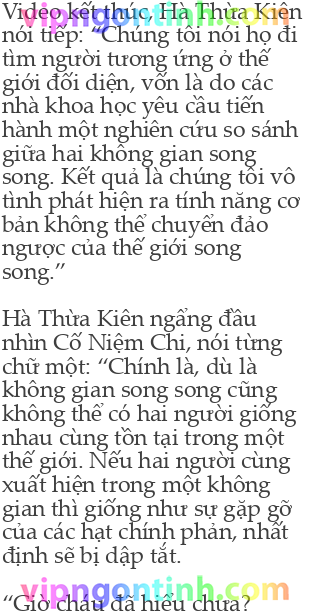 Video kết thúc, Hà Thừa Kiên
nói tiếp: “Chúng tôi nói họ đi
tìm người tương ứng ở thế
giới đối diện, vốn là do các
nhà khoa học yêu cầu tiến
hành một nghiên cứu so sánh
giữa hai không gian song
song. Kết quả là chúng tôi vô
tình phát hiện ra tính năng cơ
bản không thể chuyển đảo
ngược của thế giới song
song.”
Hà Thừa Kiên ngẩng đầu
nhìn Cố Niệm Chi, nói từng
chữ một: “Chính là, dù là
không gian song song cũng
không thể có hai người giống
nhau cùng tồn tại trong một
thế giới. Nếu hai người cùng
xuất hiện trong một không
gian thì giống như sự gặp gỡ
của các hạt chính phản, nhất
định sẽ bị dập tắt.
“Giờ cháu đã hiểu chưa?
vipngontinh.com
vipngontinh.com